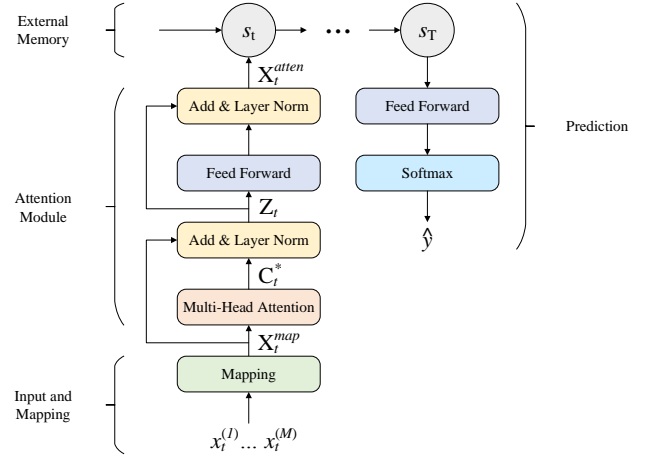 External
Memory
s_t
...
s_T
X_t^{atten}
Add & Layer Norm
Feed Forward
Prediction
Feed Forward
Softmax
Attention
Module
Z_t
Add & Layer Norm
ŷ
C_t^*
Multi-Head Attention
X_t^{map}
Mapping
Input and
Mapping
x_t^{(1)}... x_t^{(M)}